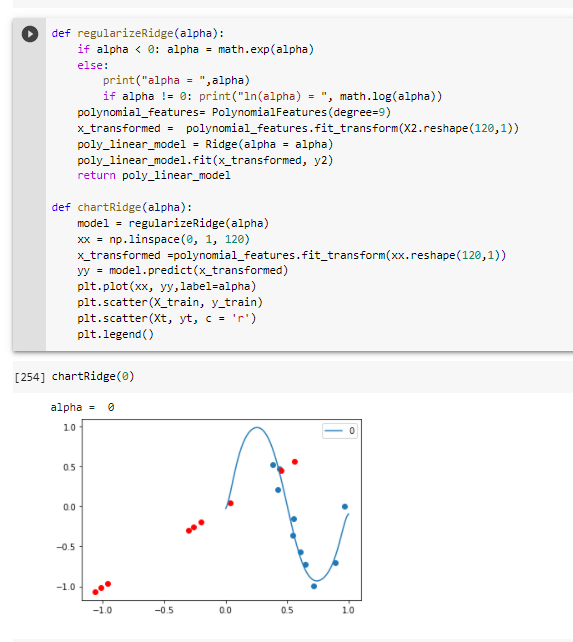 def regularizeRidge(alpha):
    if alpha < 0: alpha = math.exp(alpha)
    else:
        print("alpha = ",alpha)
        if alpha != 0: print("ln(alpha) = ", math.log(alpha))
    polynomial_features= PolynomialFeatures(degree=9)
    x_transformed =  polynomial_features.fit_transform(X2.reshape(120,1))
    poly_linear_model = Ridge(alpha = alpha)
    poly_linear_model.fit(x_transformed, y2)
    return poly_linear_model

def chartRidge(alpha):
    model = regularizeRidge(alpha)
    xx = np.linspace(0, 1, 120)
    x_transformed =polynomial_features.fit_transform(xx.reshape(120,1))
    yy = model.predict(x_transformed)
    plt.plot(xx, yy,label=alpha)
    plt.scatter(X_train, y_train)
    plt.scatter(Xt, yt, c = 'r')
    plt.legend()

[254] chartRidge(0)
alpha =  0
1.0
0
0.5
0.0
−0.5
−1.0
−1.0 −0.5 0.0 0.5 1.0